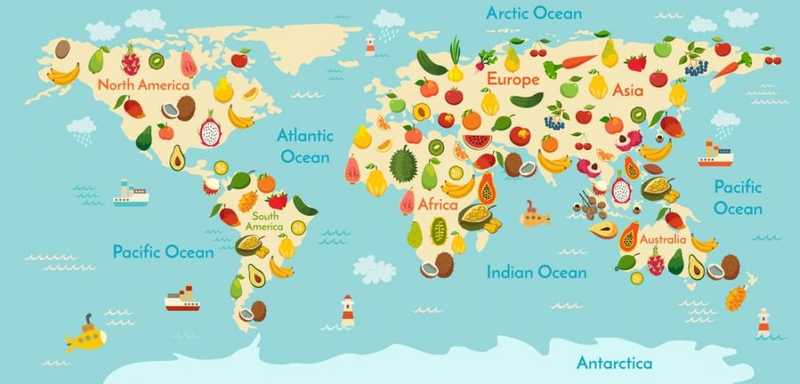 Arctic Ocean
North America
Europe
Asia
Atlantic
Ocean
Pacific
Ocean
Africa
South
America
Australia
Pacific Ocean
Indian Ocean
Antarctica